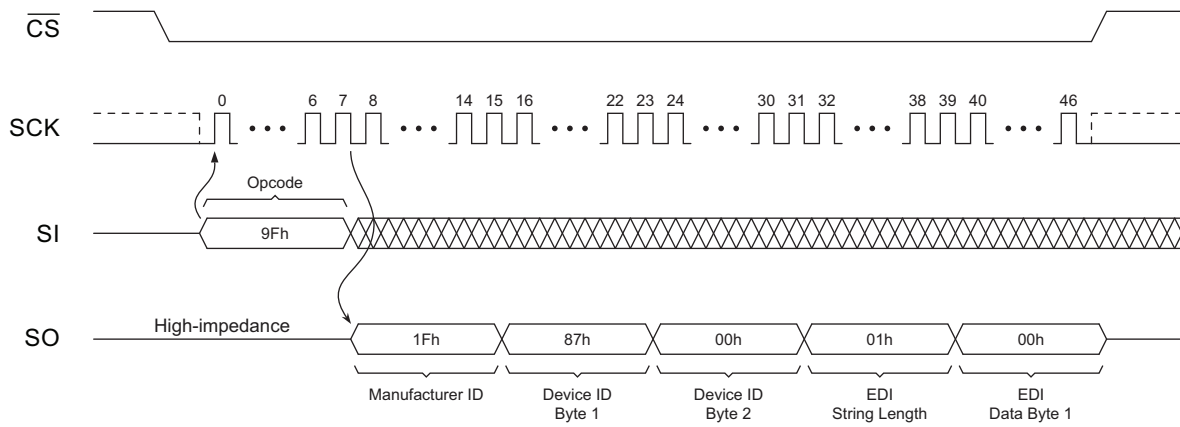 CS
SCK
0 6 7 8 14 15 16 22 23 24 30 31 32 38 39 40 46
Opcode
SI
9Fh
High-impedance
SO
1Fh 87h 00h 01h 00h
Manufacturer ID
Device ID
Byte 1
Device ID
Byte 2
EDI
String Length
EDI
Data Byte 1